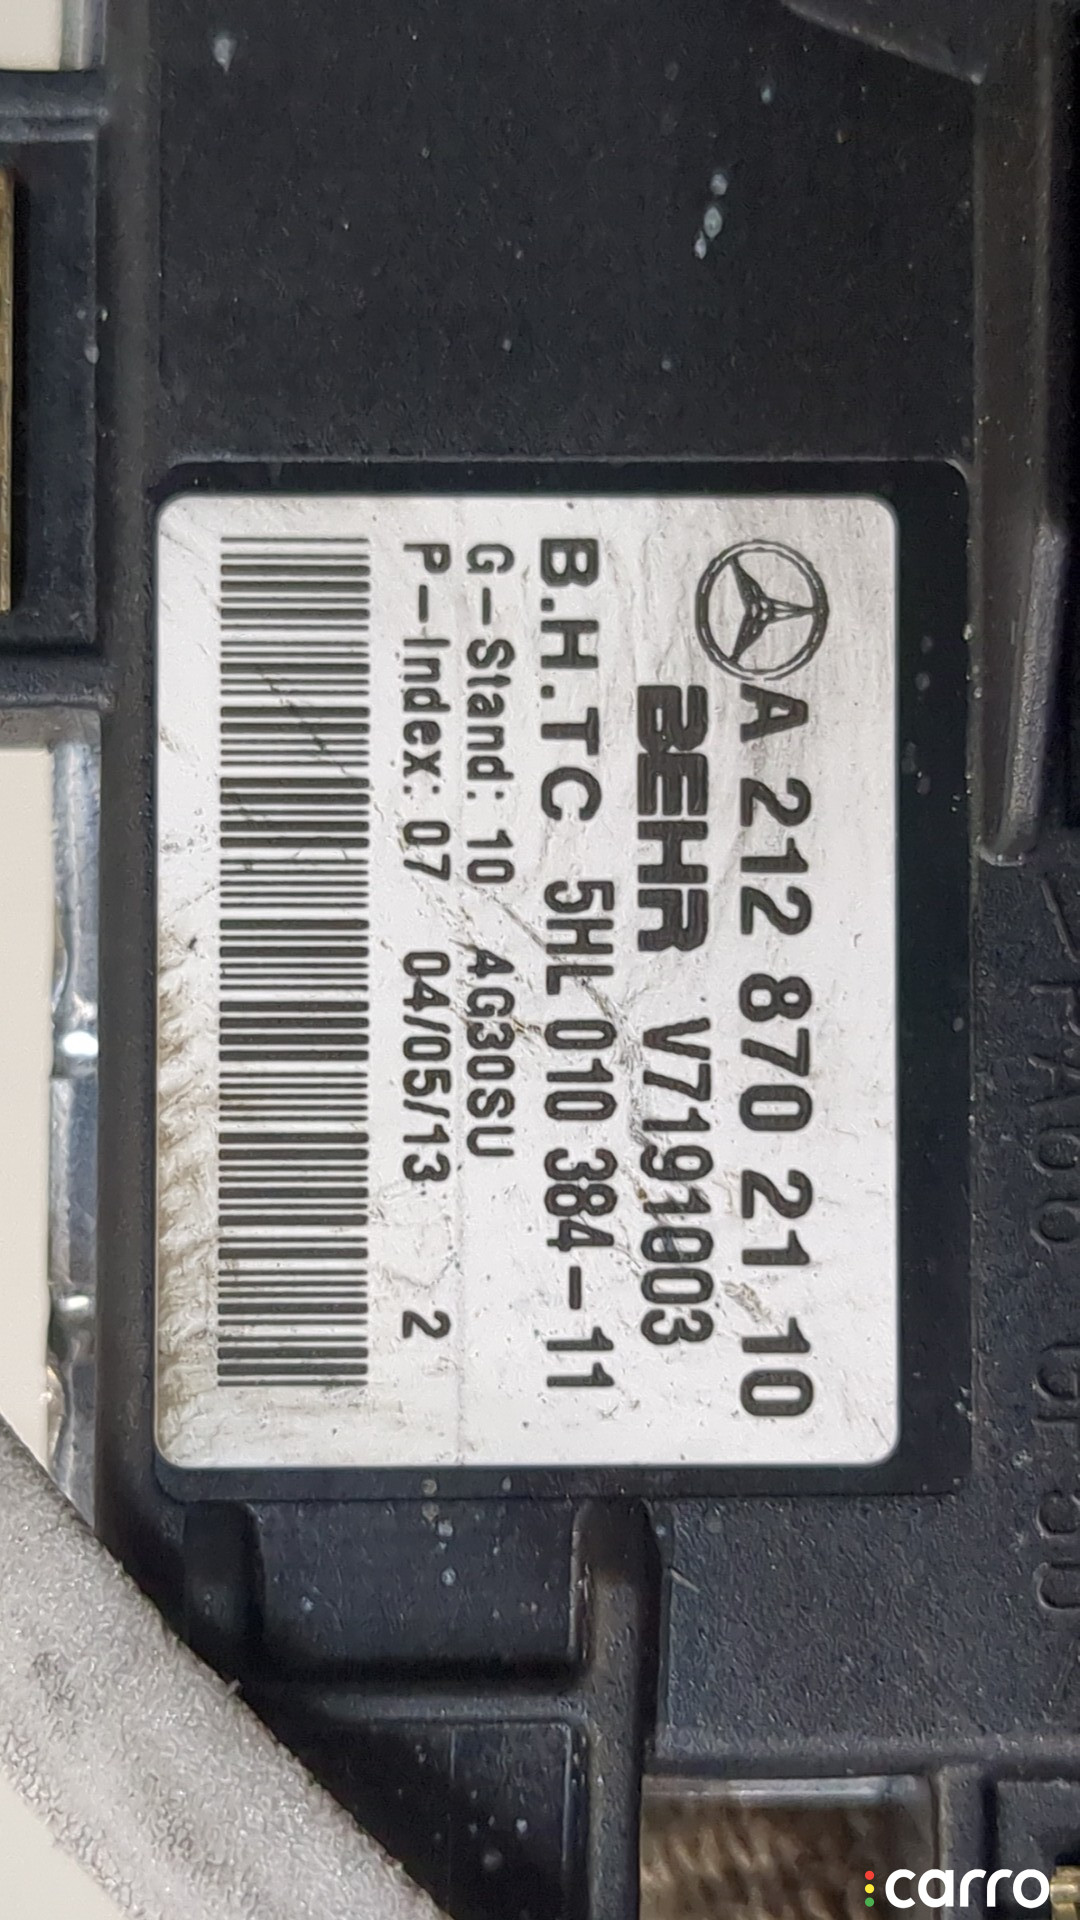 A 212 870 21 10
BEHR V7191003
B.H.TC 5HL 010 384-11
G-Stand: 10 4G30SU
P-Index: 07 04/05/13 2
carro